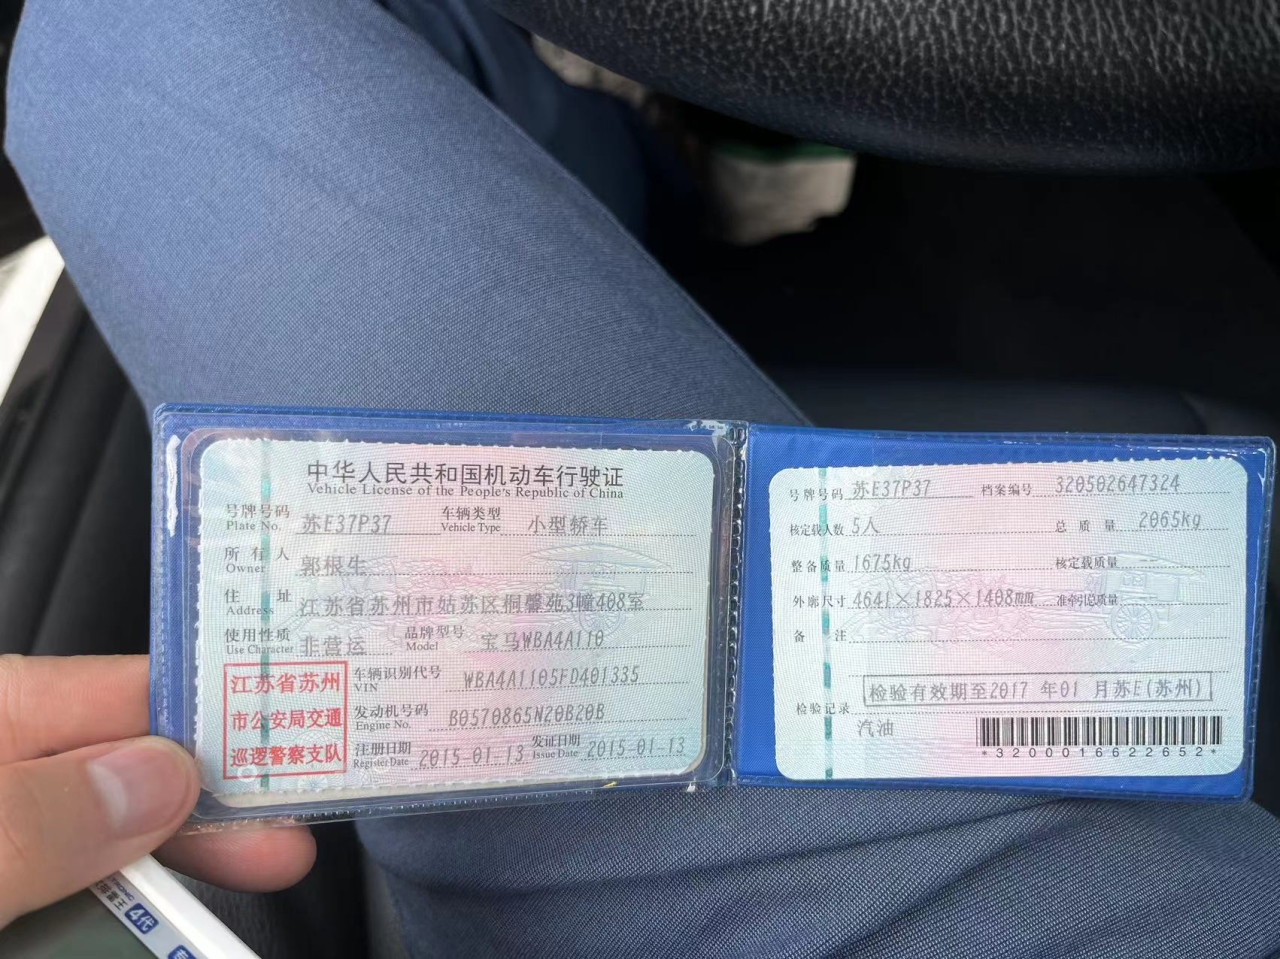 中华人民共和国机动车行驶证
Vehicle License of the People's Republic of China
号牌号码 苏E37P37 车辆类型 小型轿车
Plate No. Vehicle Type
所有人 郭根生
Owner
住址 江苏省苏州市姑苏区桐馨苑3幢408室
Address
使用性质 非营运 品牌型号 宝马WBA4A110
Use Character Model
江苏省苏州
市公安局交通
巡逻警察支队
车辆识别代号 WBA4A1105FD401335
VIN
发动机号码 B0570865N20B20B
Engine No.
注册日期 2015-01-13 发证日期 2015-01-13
Register Date Issue Date
号牌号码 苏E37P37 档案编号 320502647324
核定载人数 5人 总质量 2065kg
整备质量 1675kg 核定载质量 --
外廓尺寸 4641×1825×1408mm 准牵引总质量 --
备注
检验有效期至2017 年01 月苏E(苏州)
检验记录
汽油
*3200016622652*
4代